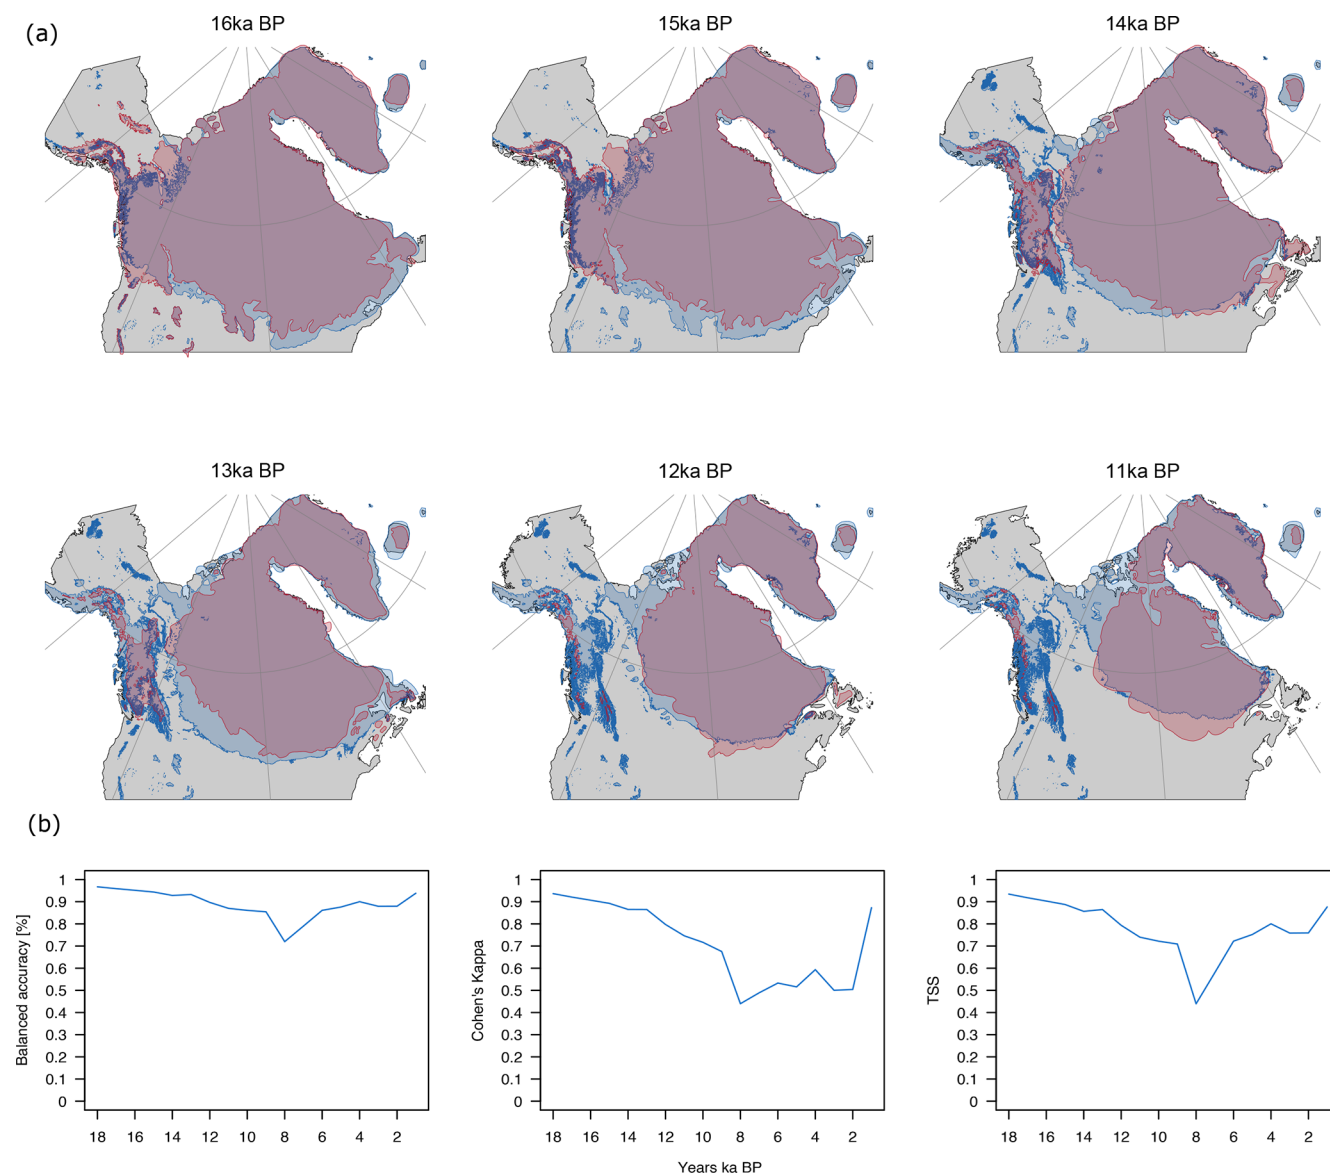 (a)
16ka BP
15ka BP
14ka BP
13ka BP
12ka BP
11ka BP
(b)
Balanced accuracy [%]
1
0.9
0.8
0.7
0.6
0.5
0.4
0.3
0.2
0.1
0
18 16 14 12 10 8 6 4 2
Cohen's Kappa
1
0.9
0.8
0.7
0.6
0.5
0.4
0.3
0.2
0.1
0
18 16 14 12 10 8 6 4 2
TSS
1
0.9
0.8
0.7
0.6
0.5
0.4
0.3
0.2
0.1
0
18 16 14 12 10 8 6 4 2
Years ka BP